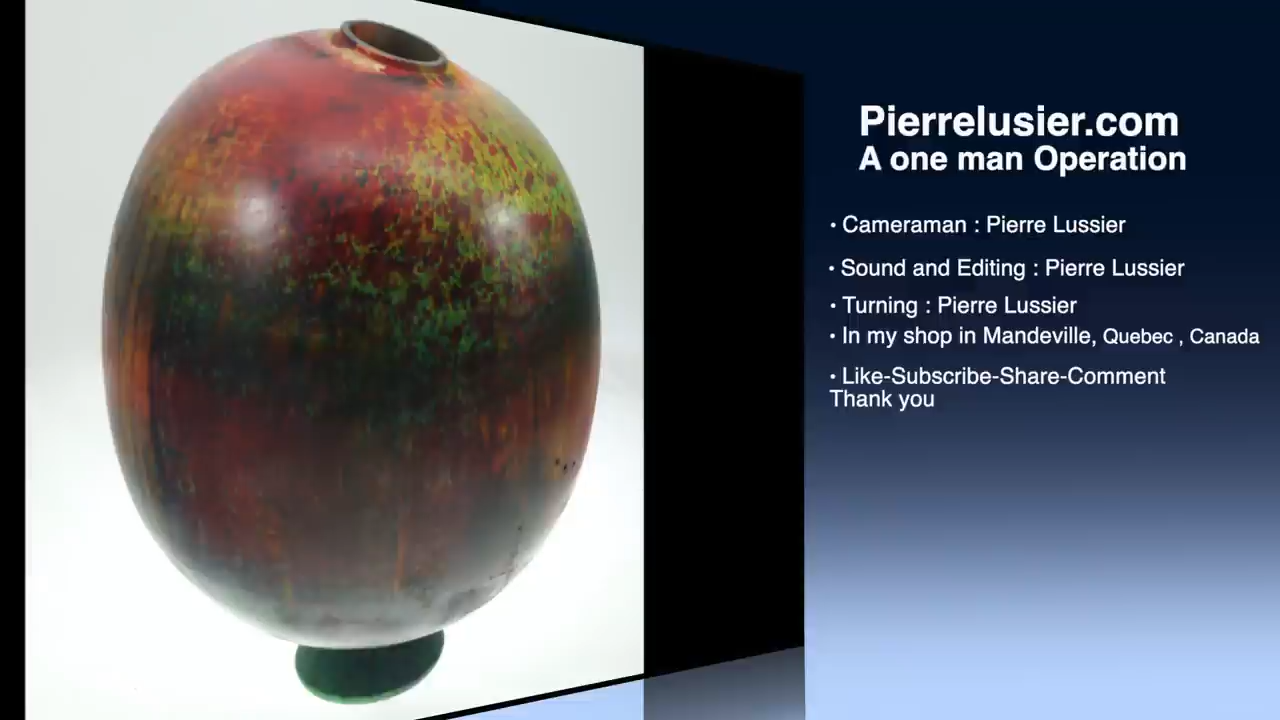 Pierrelusier.com
A one man Operation
• Cameraman : Pierre Lussier
• Sound and Editing : Pierre Lussier
• Turning : Pierre Lussier
• In my shop in Mandeville, Quebec , Canada
• Like-Subscribe-Share-Comment
Thank you